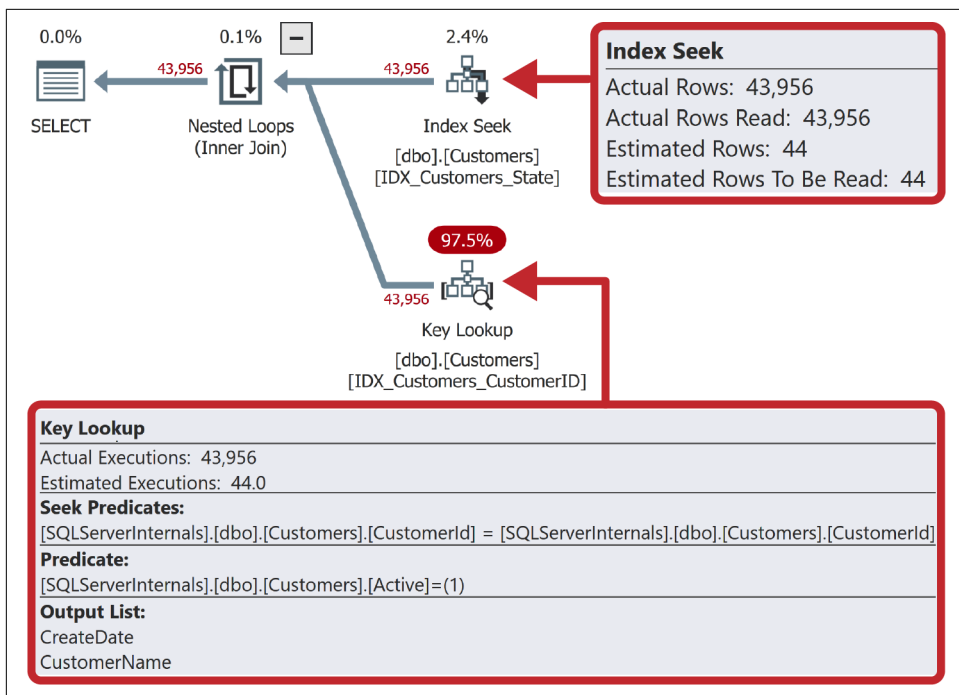 0.0%
0.1%
2.4%
43,956
43,956
SELECT
Nested Loops
(Inner Join)
Index Seek
[dbo].[Customers]
[IDX_Customers_State]
Index Seek
Actual Rows: 43,956
Actual Rows Read: 43,956
Estimated Rows: 44
Estimated Rows To Be Read: 44
97.5%
43,956
Key Lookup
[dbo].[Customers]
[IDX_Customers_CustomerID]
Key Lookup
Actual Executions: 43,956
Estimated Executions: 44.0
Seek Predicates:
[SQLServerInternals].[dbo].[Customers].[CustomerId] = [SQLServerInternals].[dbo].[Customers].[CustomerId]
Predicate:
[SQLServerInternals].[dbo].[Customers].[Active]=(1)
Output List:
CreateDate
CustomerName